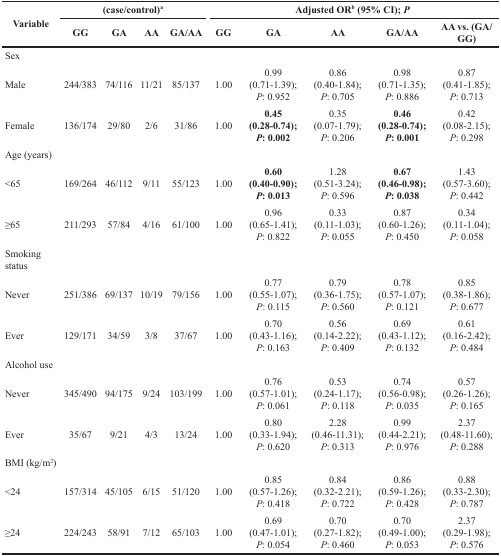 Variable (case/control)a Adjusted ORb (95% CI); P
GG GA AA GA/AA GG GA AA GA/AA AA vs. (GA/GG)
Sex
Male 244/383 74/116 11/21 85/137 1.00 0.99 (0.71-1.39); P: 0.952 0.86 (0.40-1.84); P: 0.705 0.98 (0.71-1.35); P: 0.886 0.87 (0.41-1.85); P: 0.713
Female 136/174 29/80 2/6 31/86 1.00 0.45 (0.28-0.74); P: 0.002 0.35 (0.07-1.79); P: 0.206 0.46 (0.28-0.74); P: 0.001 0.42 (0.08-2.15); P: 0.298
Age (years)
<65 169/264 46/112 9/11 55/123 1.00 0.60 (0.40-0.90); P: 0.013 1.28 (0.51-3.24); P: 0.596 0.67 (0.46-0.98); P: 0.038 1.43 (0.57-3.60); P: 0.442
≥65 211/293 57/84 4/16 61/100 1.00 0.96 (0.65-1.41); P: 0.822 0.33 (0.11-1.03); P: 0.055 0.87 (0.60-1.26); P: 0.450 0.34 (0.11-1.04); P: 0.058
Smoking status
Never 251/386 69/137 10/19 79/156 1.00 0.77 (0.55-1.07); P: 0.115 0.79 (0.36-1.75); P: 0.560 0.78 (0.57-1.07); P: 0.121 0.85 (0.38-1.86); P: 0.677
Ever 129/171 34/59 3/8 37/67 1.00 0.70 (0.43-1.16); P: 0.163 0.56 (0.14-2.22); P: 0.409 0.69 (0.43-1.12); P: 0.132 0.61 (0.16-2.42); P: 0.484
Alcohol use
Never 345/490 94/175 9/24 103/199 1.00 0.76 (0.57-1.01); P: 0.061 0.53 (0.24-1.17); P: 0.118 0.74 (0.56-0.98); P: 0.035 0.57 (0.26-1.26); P: 0.165
Ever 35/67 9/21 4/3 13/24 1.00 0.80 (0.33-1.94); P: 0.620 2.28 (0.46-11.31); P: 0.313 0.99 (0.44-2.21); P: 0.976 2.37 (0.48-11.60); P: 0.288
BMI (kg/m²)
<24 157/314 45/105 6/15 51/120 1.00 0.85 (0.57-1.26); P: 0.418 0.84 (0.32-2.21); P: 0.722 0.86 (0.59-1.26); P: 0.428 0.88 (0.33-2.30); P: 0.787
≥24 224/243 58/91 7/12 65/103 1.00 0.69 (0.47-1.01); P: 0.054 0.70 (0.27-1.82); P: 0.460 0.70 (0.49-1.00); P: 0.053 2.37 (0.29-1.98); P: 0.576